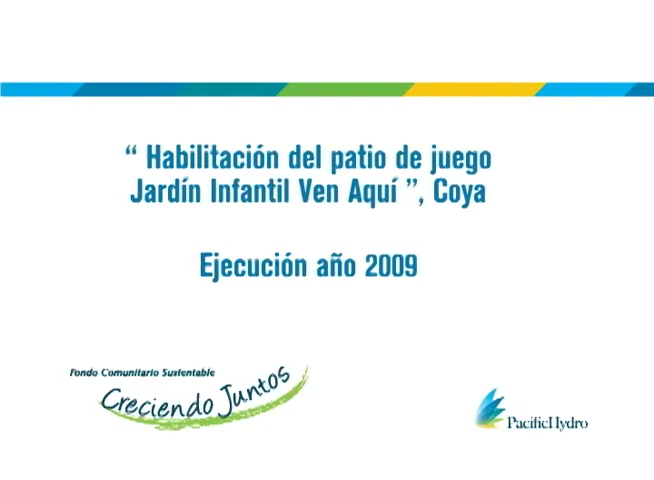 “ Habilitación del patio de juego
Jardín Infantil Ven Aquí ”, Coya
Ejecución año 2009
Fondo Comunitario Sustentable
Creciendo Juntos
PacificHydro